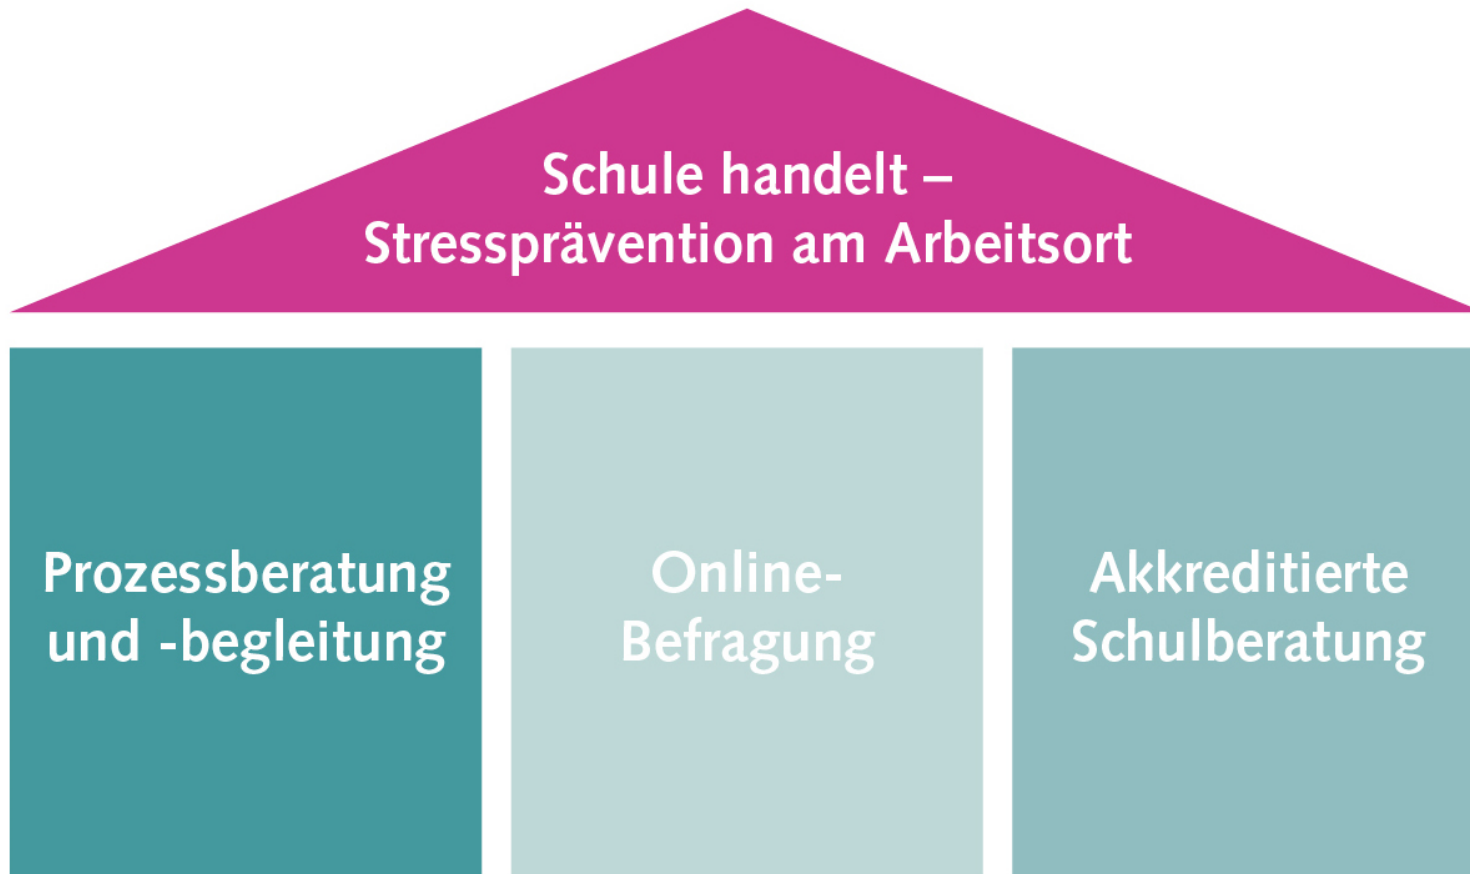 Schule handelt –
Stressprävention am Arbeitsort
Prozessberatung
und -begleitung
Online-
Befragung
Akkreditierte
Schulberatung